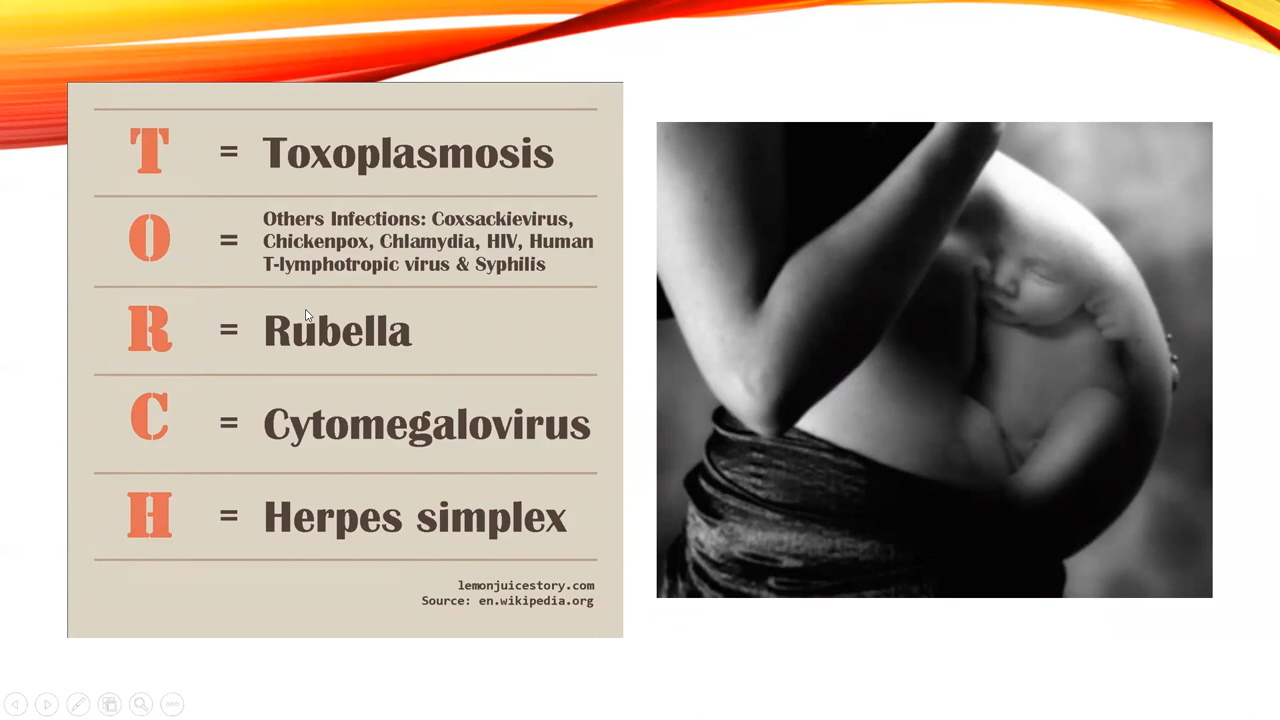 T = Toxoplasmosis
O = Others Infections: Coxsackievirus,
Chickenpox, Chlamydia, HIV, Human
T-lymphotropic virus & Syphilis
R = Rubella
C = Cytomegalovirus
H = Herpes simplex
lemonjuicestory.com
Source: en.wikipedia.org